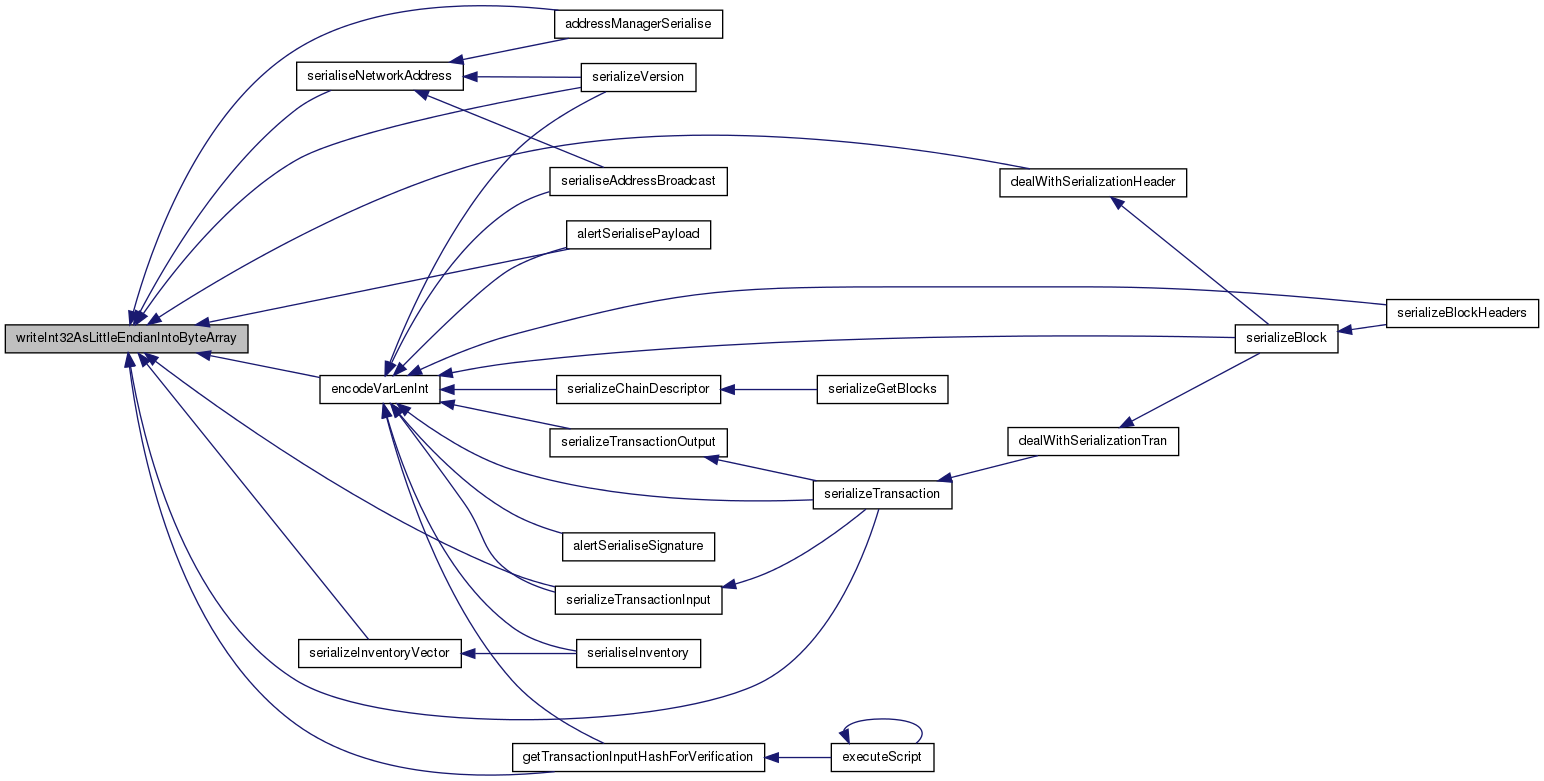 addressManagerSerialise
serialiseNetworkAddress
serializeVersion
serialiseAddressBroadcast
dealWithSerializationHeader
alertSerialisePayload
serializeBlockHeaders
writeInt32AsLittleEndianIntoByteArray
serializeBlock
encodeVarLenInt
serializeChainDescriptor
serializeGetBlocks
serializeTransactionOutput
dealWithSerializationTran
serializeTransaction
alertSerialiseSignature
serializeTransactionInput
serializeInventoryVector
serialiseInventory
getTransactionInputHashForVerification
executeScript